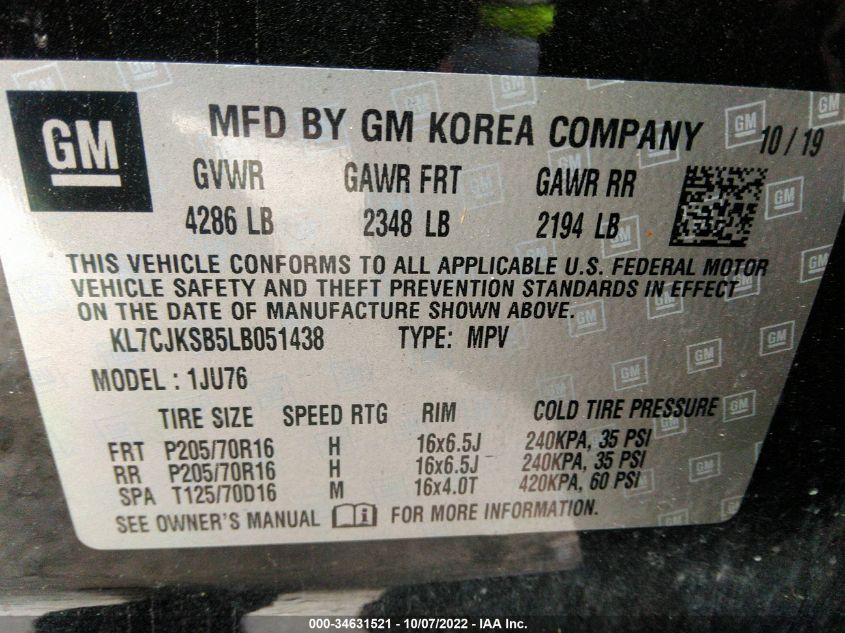 GM
MFD BY GM KOREA COMPANY 10/19
GVWR GAWR FRT GAWR RR
4286 LB 2348 LB 2194 LB
THIS VEHICLE CONFORMS TO ALL APPLICABLE U.S. FEDERAL MOTOR
VEHICLE SAFETY AND THEFT PREVENTION STANDARDS IN EFFECT
ON THE DATE OF MANUFACTURE SHOWN ABOVE.
KL7CJKSB5LB051438 TYPE: MPV
MODEL : 1JU76
TIRE SIZE SPEED RTG RIM COLD TIRE PRESSURE
FRT P205/70R16 H 16x6.5J 240KPA, 35 PSI
RR P205/70R16 H 16x6.5J 240KPA, 35 PSI
SPA T125/70D16 M 16x4.0T 420KPA, 60 PSI
SEE OWNER'S MANUAL i FOR MORE INFORMATION.
000-34631521 - 10/07/2022 - IAA Inc.